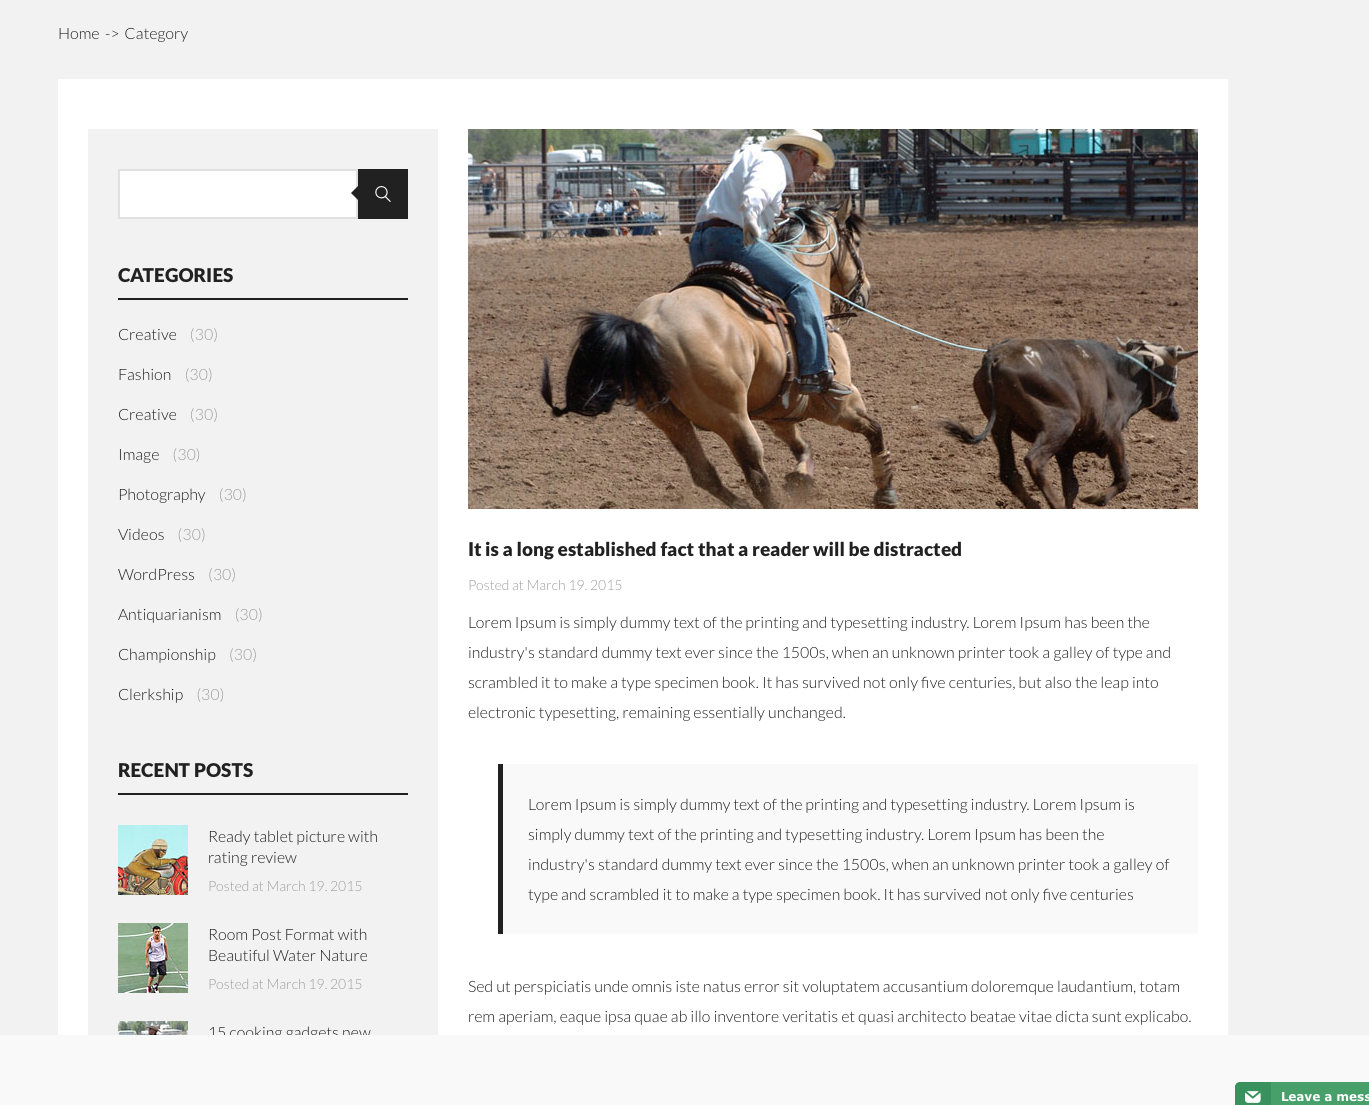 Home -> Category
CATEGORIES
Creative (30)
Fashion (30)
Creative (30)
Image (30)
Photography (30)
Videos (30)
WordPress (30)
Antiquarianism (30)
Championship (30)
Clerkship (30)
RECENT POSTS
Ready tablet picture with
rating review
Posted at March 19. 2015
Room Post Format with
Beautiful Water Nature
Posted at March 19. 2015
15 cooking gadgets new
It is a long established fact that a reader will be distracted
Posted at March 19. 2015
Lorem Ipsum is simply dummy text of the printing and typesetting industry. Lorem Ipsum has been the
industry's standard dummy text ever since the 1500s, when an unknown printer took a galley of type and
scrambled it to make a type specimen book. It has survived not only five centuries, but also the leap into
electronic typesetting, remaining essentially unchanged.
Lorem Ipsum is simply dummy text of the printing and typesetting industry. Lorem Ipsum is
simply dummy text of the printing and typesetting industry. Lorem Ipsum has been the
industry's standard dummy text ever since the 1500s, when an unknown printer took a galley of
type and scrambled it to make a type specimen book. It has survived not only five centuries
Sed ut perspiciatis unde omnis iste natus error sit voluptatem accusantium doloremque laudantium, totam
rem aperiam, eaque ipsa quae ab illo inventore veritatis et quasi architecto beatae vitae dicta sunt explicabo.
Leave a mess